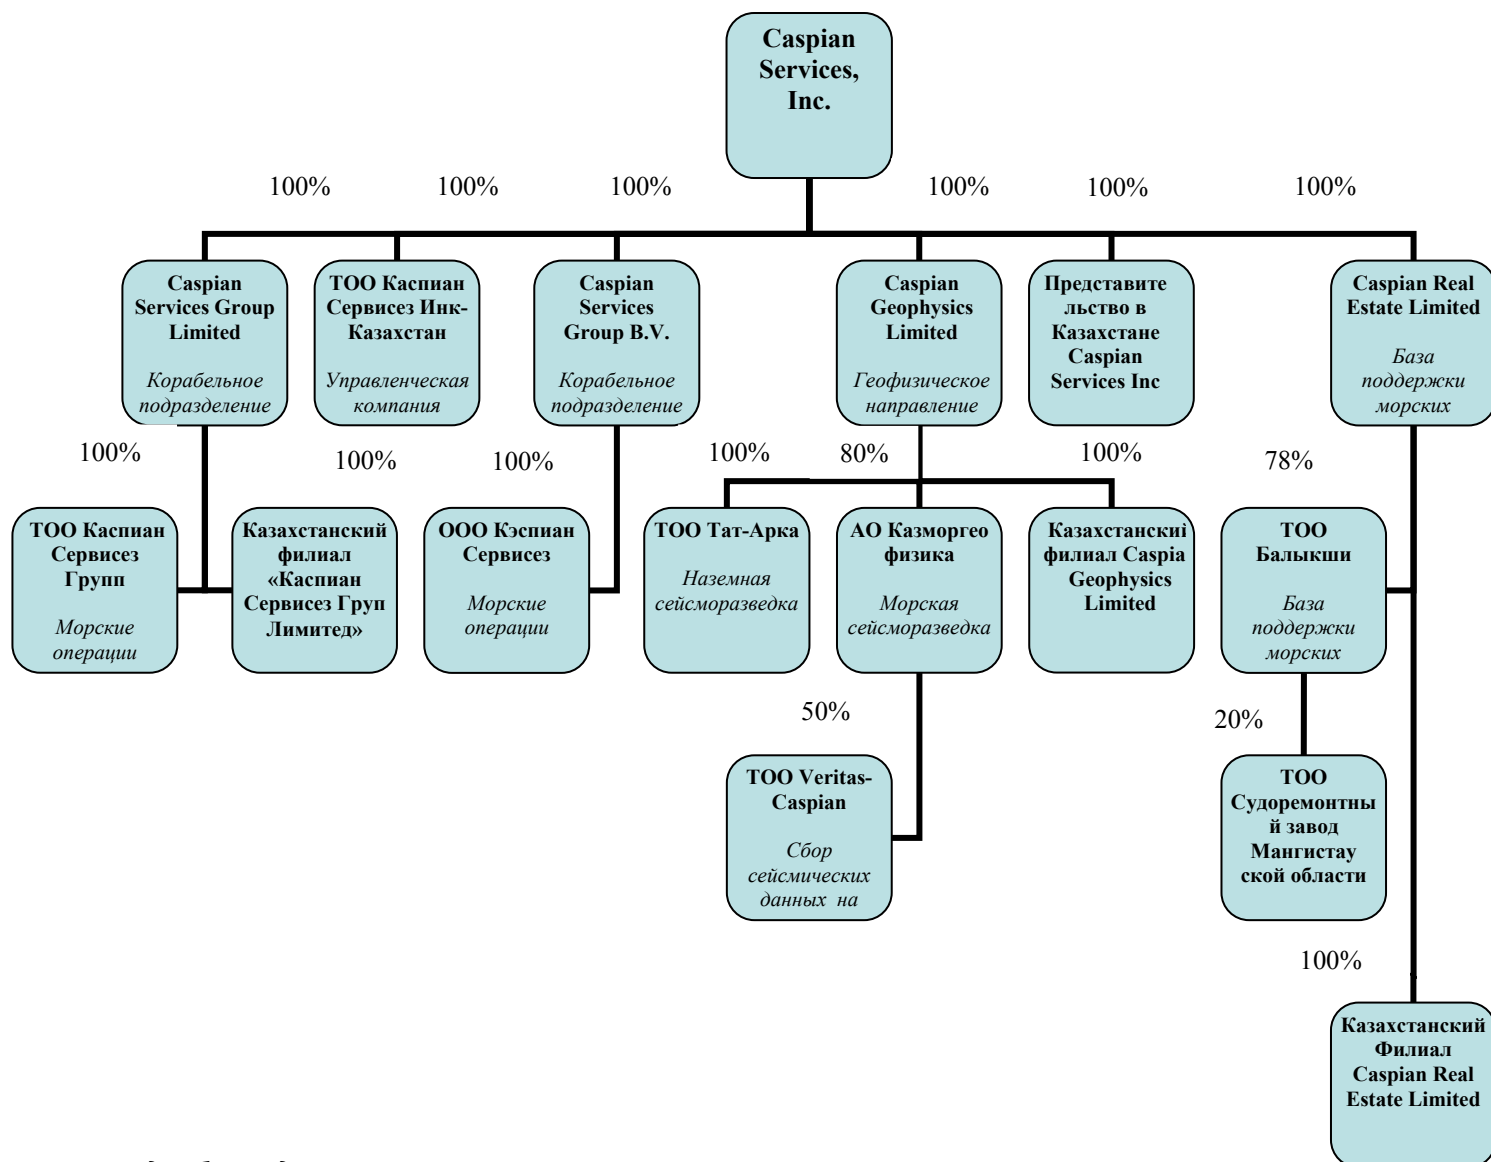 Caspian
Services,
Inc.
100%
100%
100%
100%
100%
100%
Caspian
Services Group
Limited
Корабельное
подразделение
ТОО Каспиан
Сервисез Инк-
Казахстан
Управленческая
компания
Caspian
Services
Group B.V.
Корабельное
подразделение
Caspian
Geophysics
Limited
Геофизическое
направление
Представите
льство в
Казахстане
Caspian
Services Inc
Caspian Real
Estate Limited
База
поддержки
морских
100%
100%
100%
100%
80%
100%
78%
ТОО Каспиан
Сервисез
Групп
Морские
операции
Казахстанский
филиал
«Каспиан
Сервисез Груп
Лимитед»
ООО Кэспиан
Сервисез
Морские
операции
ТОО Тат-Арка
Наземная
сейсморазведка
АО Казморгео
физика
Морская
сейсморазведка
Казахстанский
филиал Caspia
Geophysics
Limited
ТОО
Балыкши
База
поддержки
морских
50%
20%
ТОО Veritas-
Caspian
Сбор
сейсмических
данных на
ТОО
Судоремонтны
й завод
Мангистау
ской области
100%
Казахстанский
Филиал
Caspian Real
Estate Limited